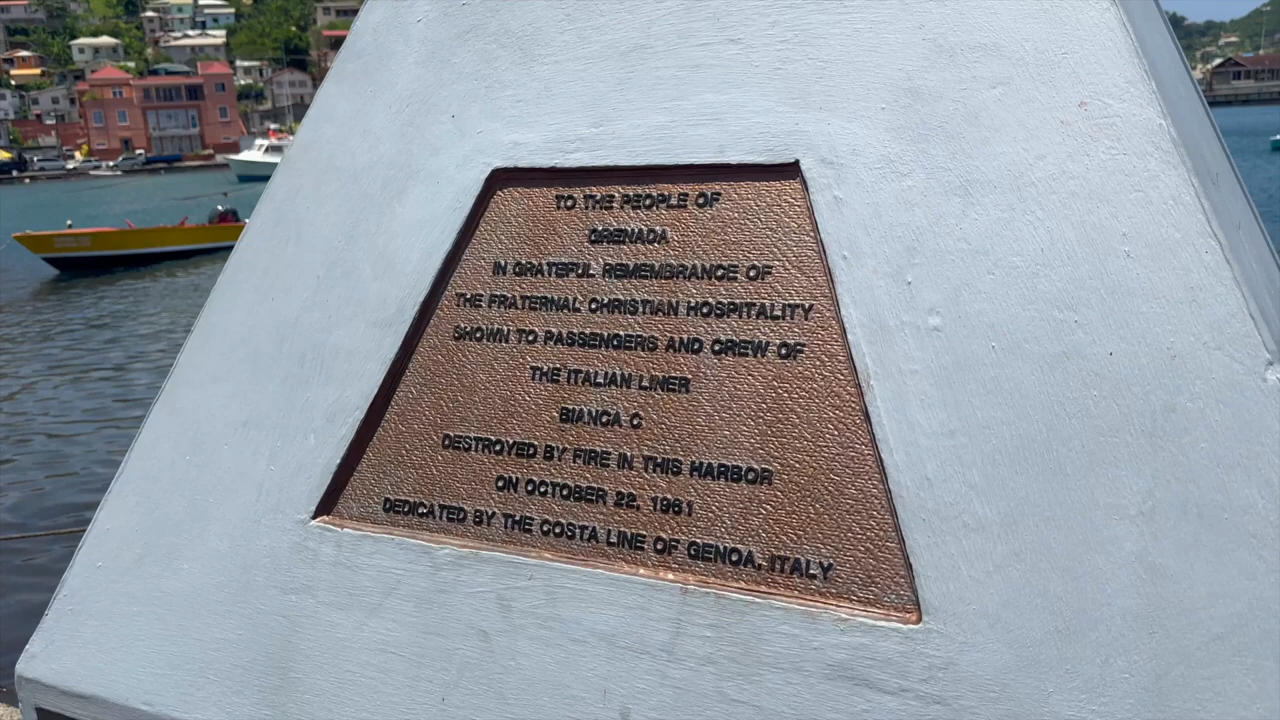 TO THE PEOPLE OF
GRENADA
IN GRATEFUL REMEMBRANCE OF
THE FRATERNAL CHRISTIAN HOSPITALITY
SHOWN TO PASSENGERS AND CREW OF
THE ITALIAN LINER
BIANCA C
DESTROYED BY FIRE IN THIS HARBOR
ON OCTOBER 22, 1961
DEDICATED BY THE COSTA LINE OF GENOA, ITALY